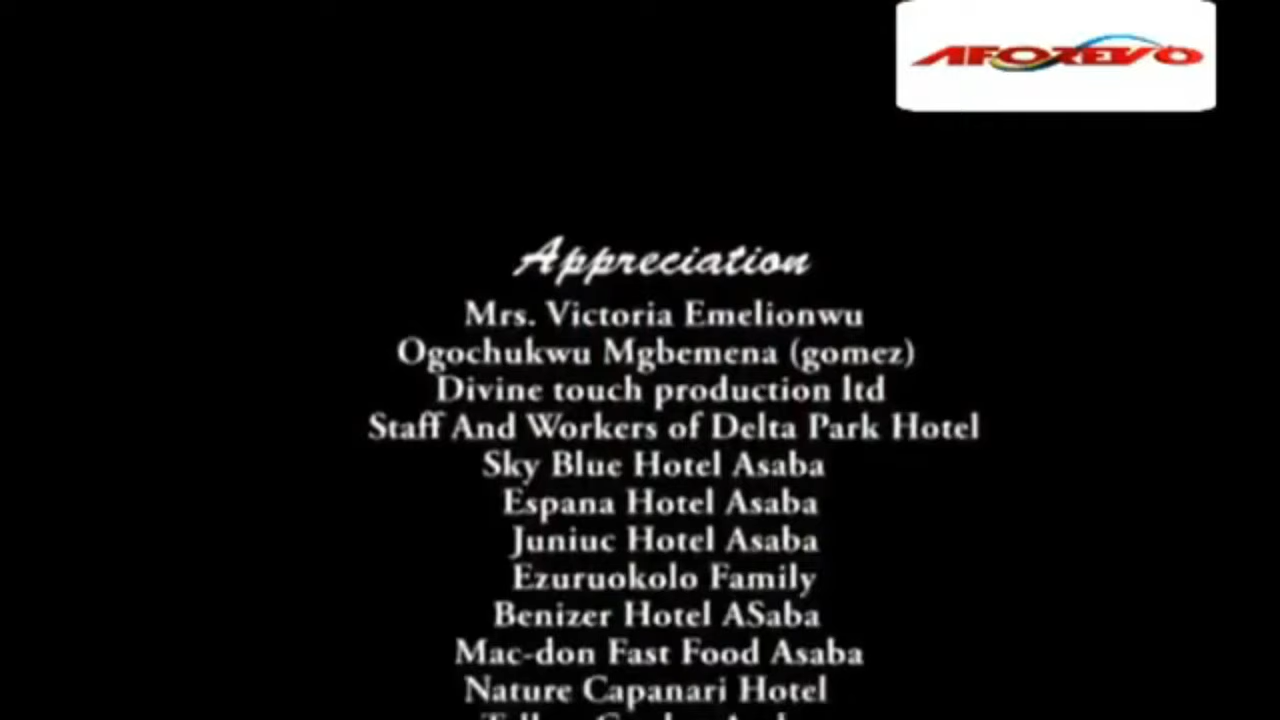 AFOREVO
Appreciation
Mrs. Victoria Emelionwu
Ogochukwu Mgbemena (gomez)
Divine touch production ltd
Staff And Workers of Delta Park Hotel
Sky Blue Hotel Asaba
Espana Hotel Asaba
Juniuc Hotel Asaba
Ezuruokolo Family
Benizer Hotel ASaba
Mac-don Fast Food Asaba
Nature Capanari Hotel